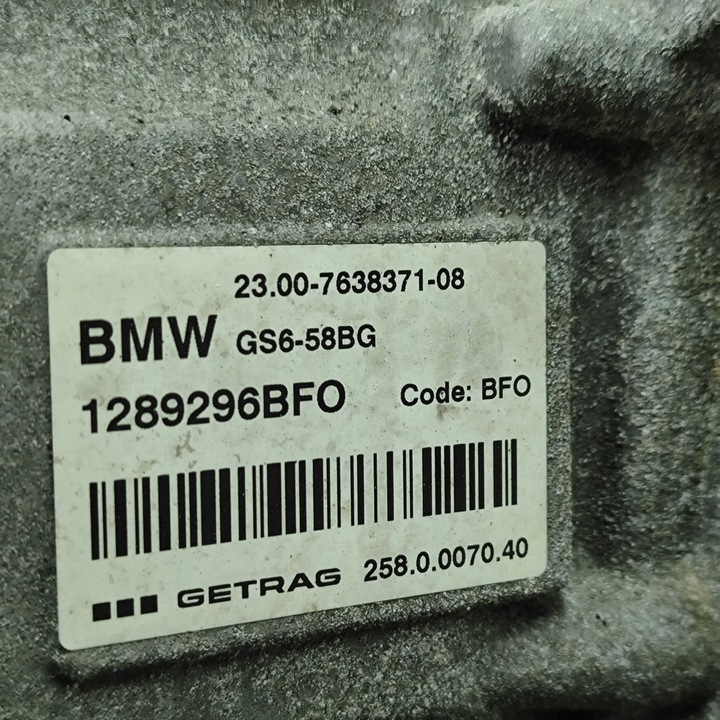 23.00-7638371-08
BMW GS6-58BG
1289296BFO Code: BFO
GETRAG 258.0.0070.40